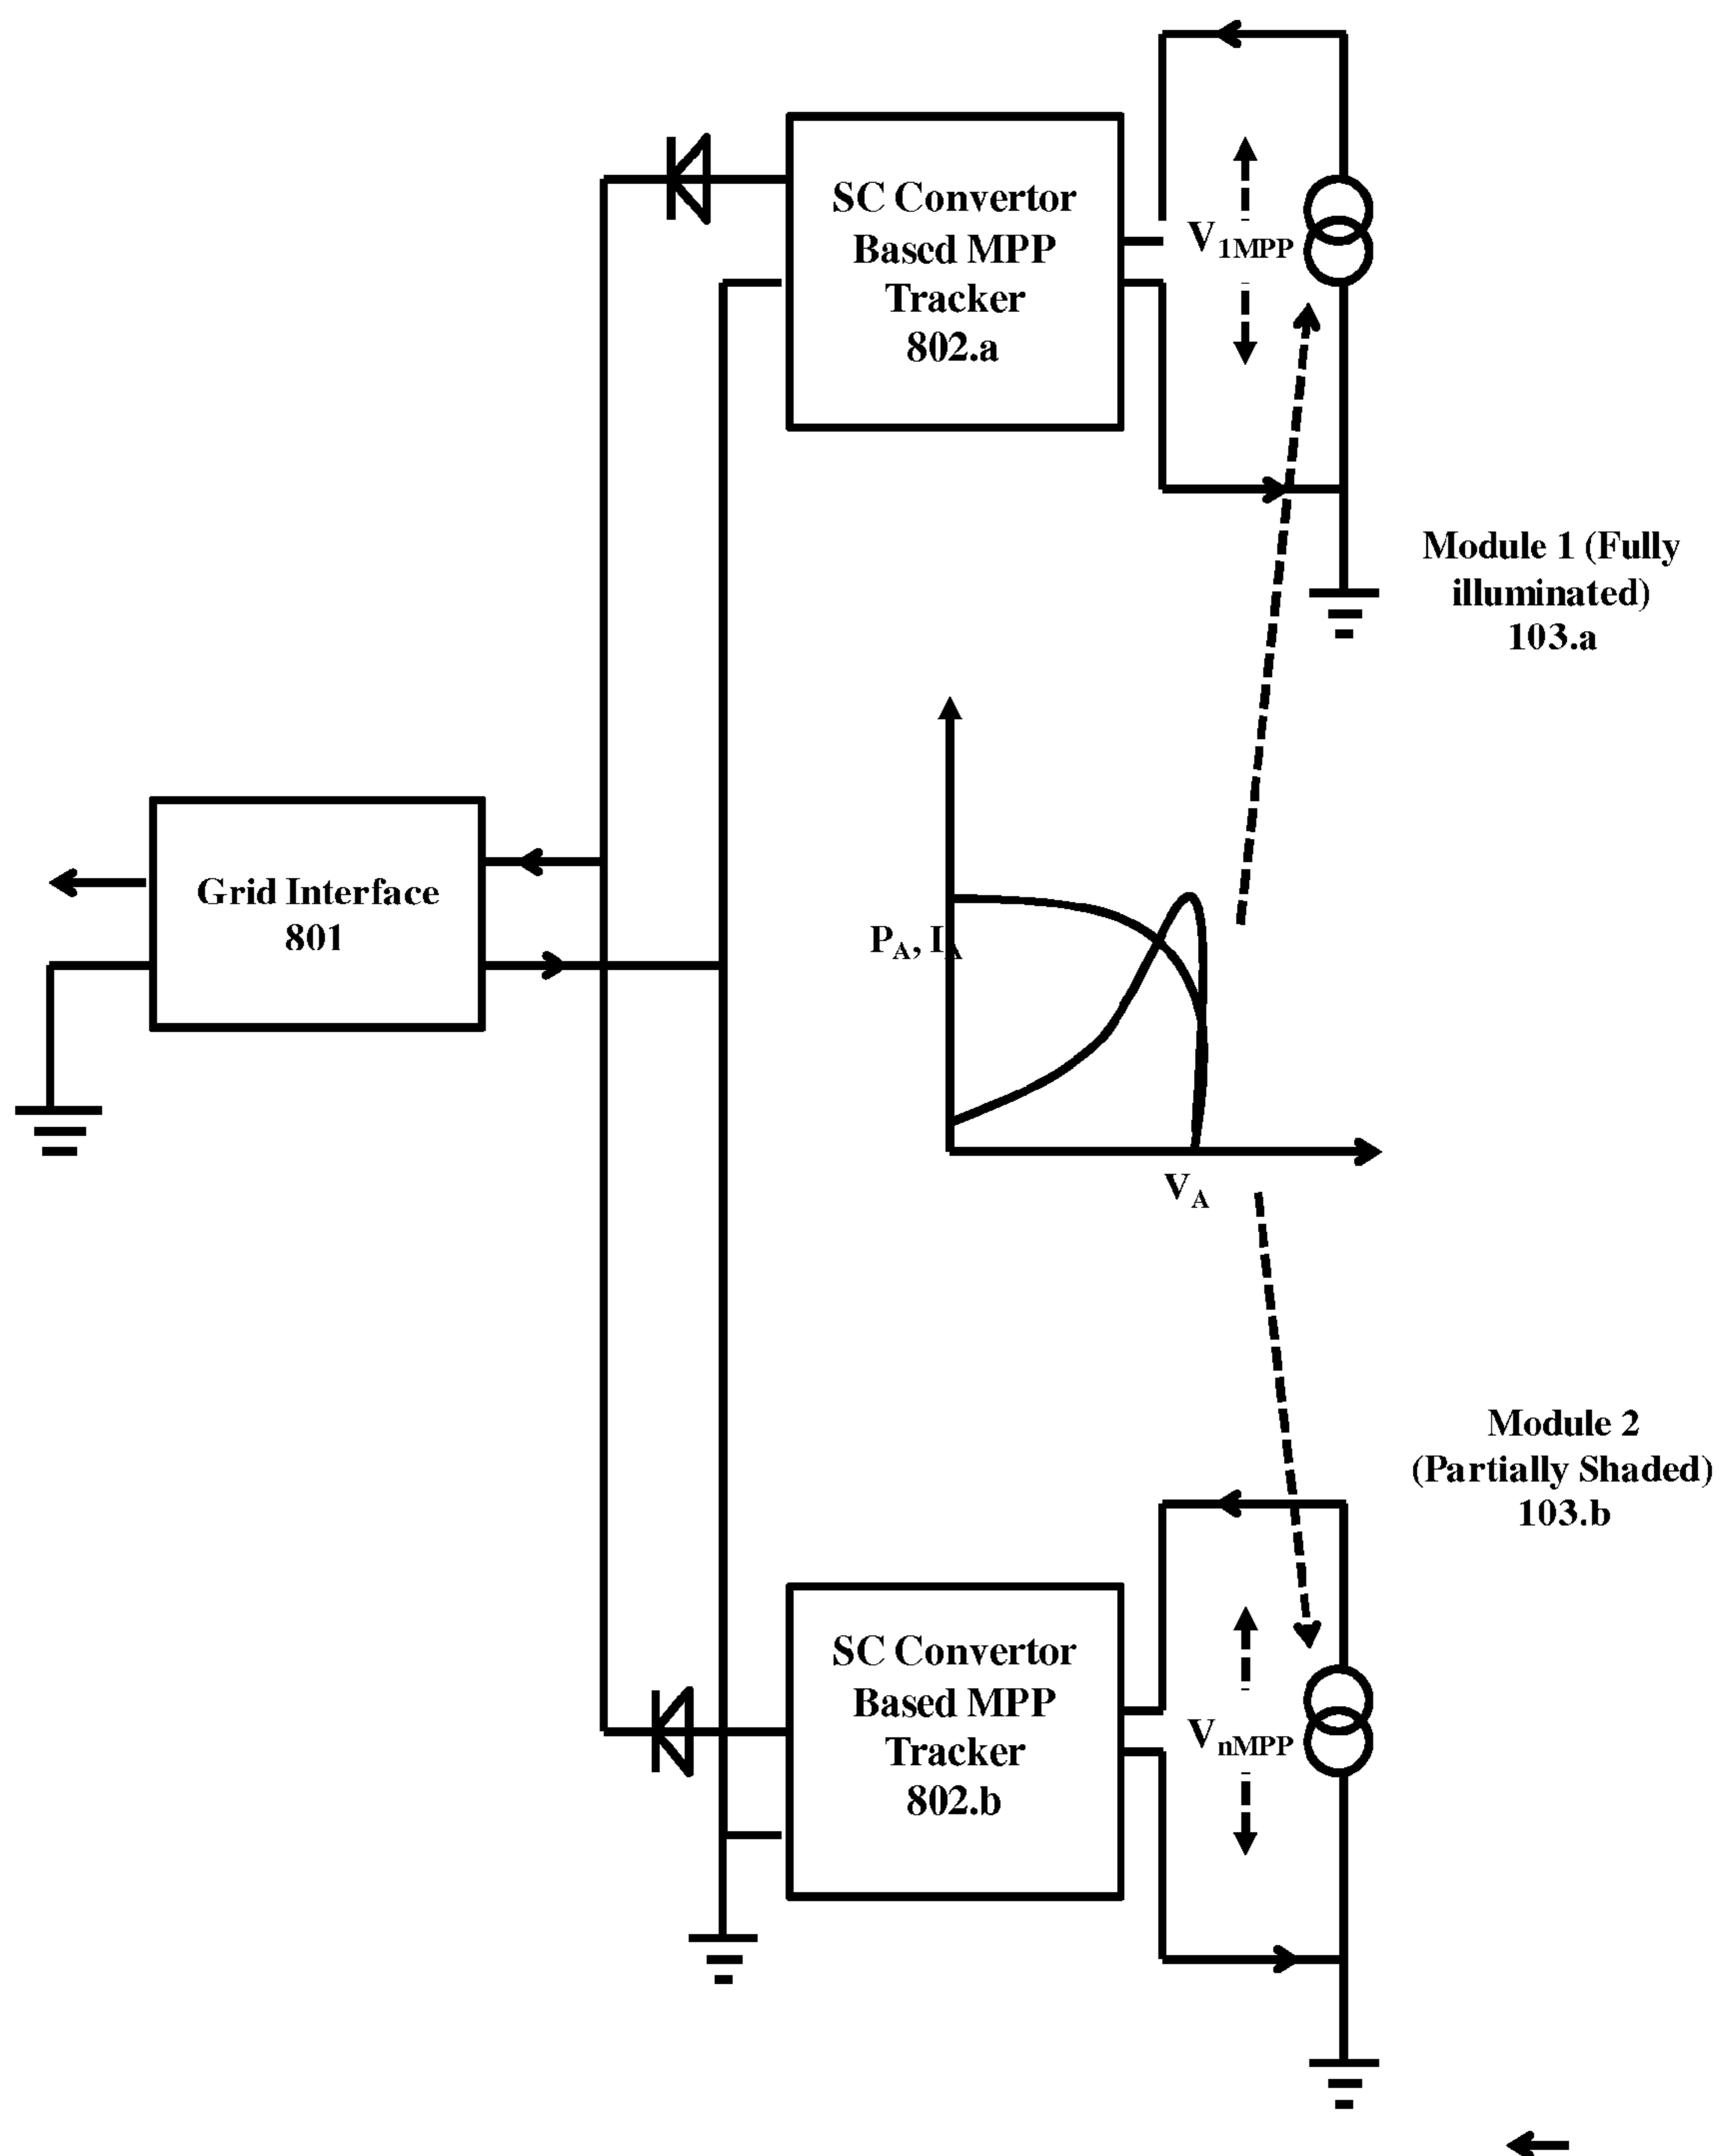 SC Convertor
Based MPP
Tracker
802.a
V1MPP
Module 1 (Fully
illuminated)
103.a
Grid Interface
801
PA, IA
VA
Module 2
(Partially Shaded)
103.b
SC Convertor
Based MPP
Tracker
802.b
VnMPP